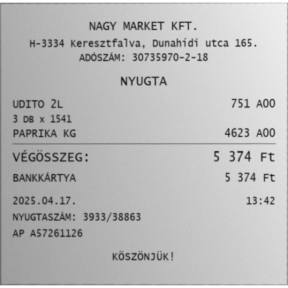 NAGY MARKET KFT.
H-3334 Keresztfalva, Dunahídi utca 165.
ADÓSZÁM: 30735970-2-18
NYUGTA
UDITO 2L 751 A00
3 DB x 1541
PAPRIKA KG 4623 A00
VÉGÖSSZEG: 5 374 Ft
BANKKÁRTYA 5 374 Ft
2025.04.17. 13:42
NYUGTASZÁM: 3933/38863
AP A57261126
KÖSZÖNJÜK!